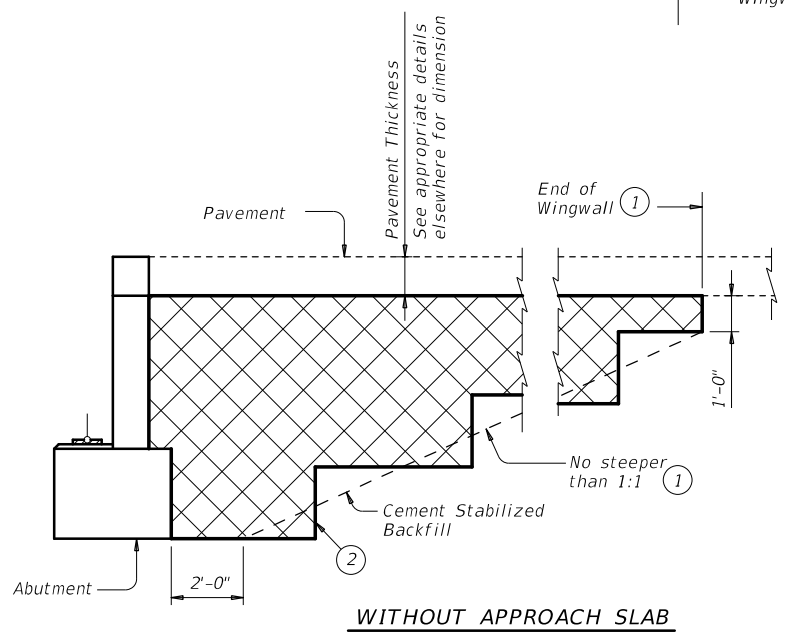 Pavement Thickness
See appropriate details
elsewhere for dimension
End of
Wingwall 1
Pavement
1'-0"
No steeper
than 1:1 1
Cement Stabilized
Backfill
2
Abutment
2'-0"
WITHOUT APPROACH SLAB